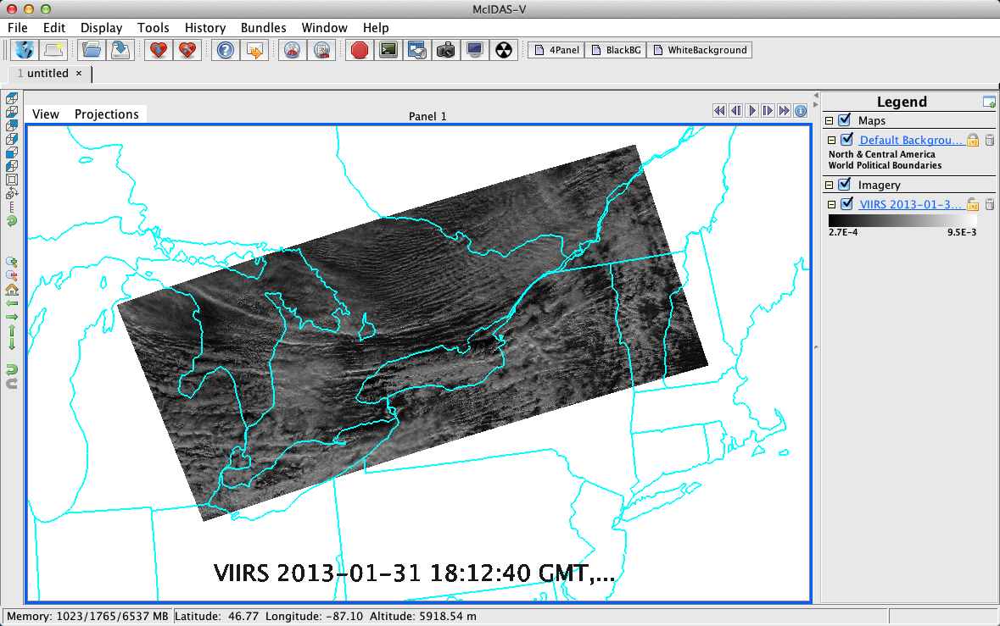 McIDAS-V
File Edit Display Tools History Bundles Window Help
4Panel BlackBG WhiteBackground
1 untitled ×
View Projections
Panel 1
Legend
Maps
Default Backgrou...
North & Central America
World Political Boundaries
Imagery
VIIRS 2013-01-3...
2.7E-4 9.5E-3
VIIRS 2013-01-31 18:12:40 GMT,...
Memory: 1023/1765/6537 MB Latitude: 46.77 Longitude: -87.10 Altitude: 5918.54 m